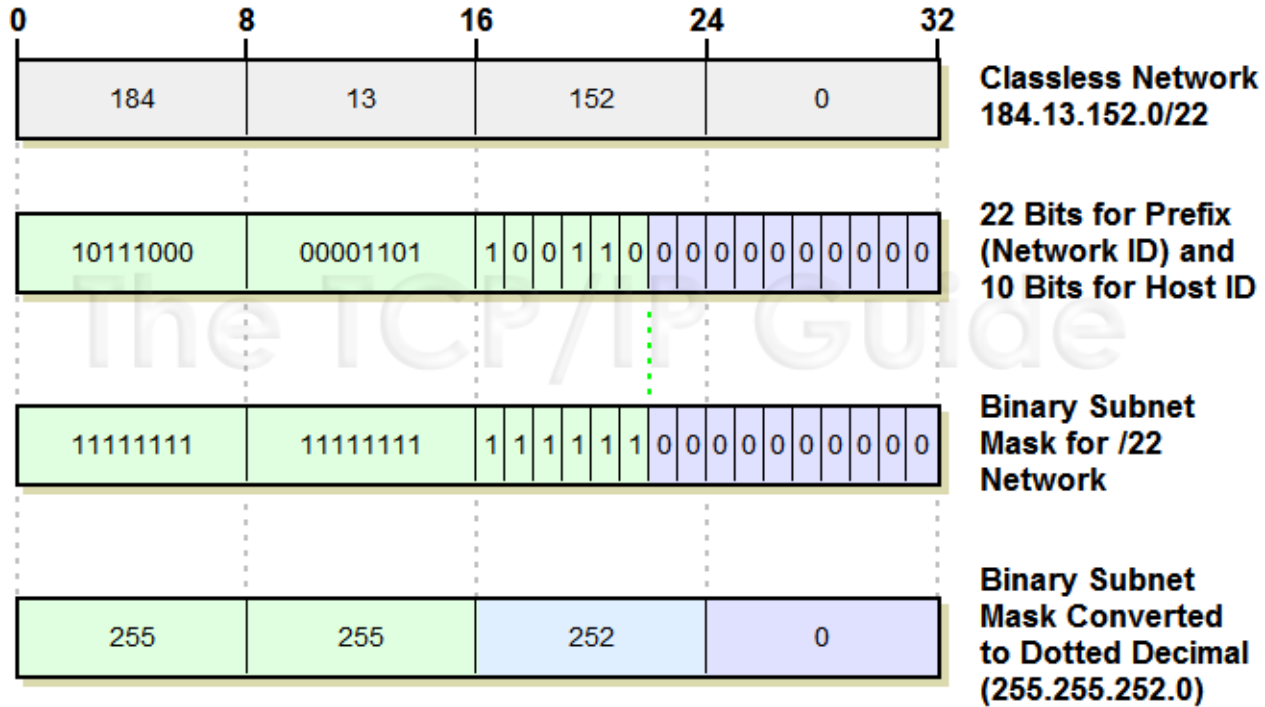 0 8 16 24 32
184 13 152 0
Classless Network
184.13.152.0/22
10111000 00001101 1 0 0 1 1 0 0 0 0 0 0 0 0 0 0 0
22 Bits for Prefix
(Network ID) and
10 Bits for Host ID
The TCP/IP Guide
11111111 11111111 1 1 1 1 1 1 0 0 0 0 0 0 0 0 0 0
Binary Subnet
Mask for /22
Network
255 255 252 0
Binary Subnet
Mask Converted
to Dotted Decimal
(255.255.252.0)